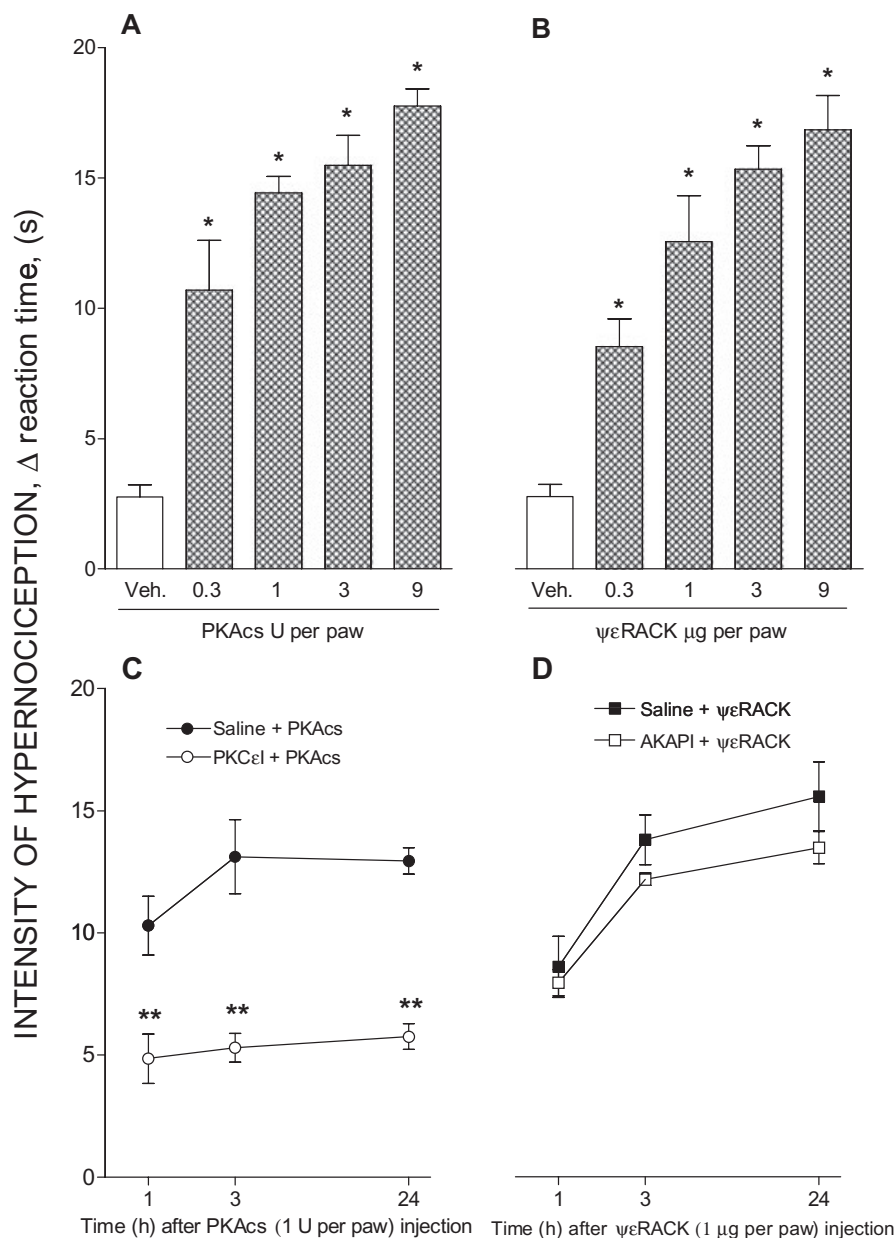 A
B
INTENSITY OF HYPERNOCICEPTION, Δ reaction time, (s)
20
15
10
5
0
* * * *
* * * *
Veh. 0.3 1 3 9
PKAcs U per paw
Veh. 0.3 1 3 9
ψεRACK μg per paw
C
D
20
15
10
5
0
Saline + PKAcs
PKCεI + PKAcs
Saline + ψεRACK
AKAPI + ψεRACK
** ** **
1 3 24
Time (h) after PKAcs (1 U per paw) injection
1 3 24
Time (h) after ψεRACK (1 μg per paw) injection